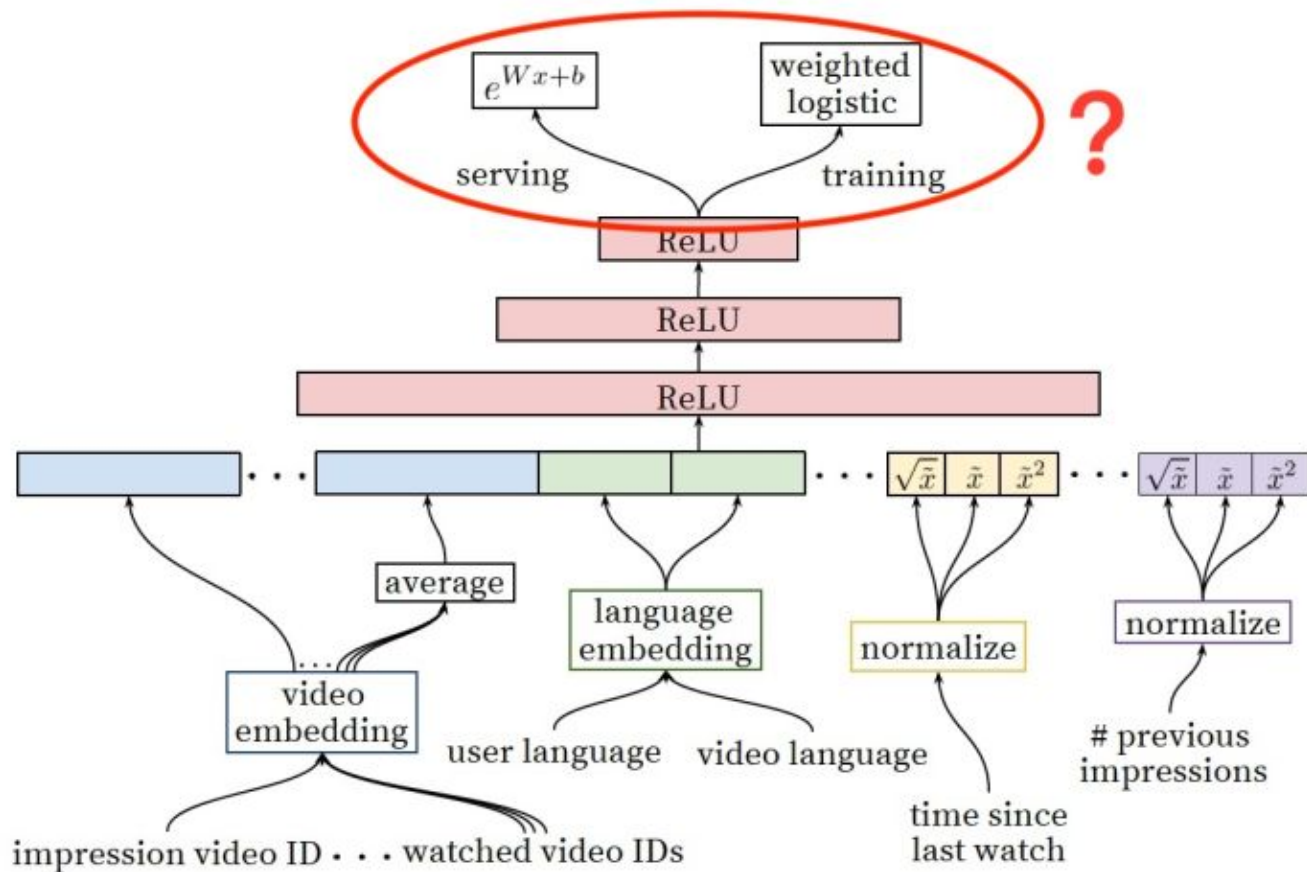 e^{Wx+b}
weighted
logistic
?
serving
training
ReLU
ReLU
ReLU
. . .
. . .
√x̃ x̃ x̃²
. . .
√x̃ x̃ x̃²
average
language
embedding
normalize
normalize
...
video
embedding
user language
video language
# previous
impressions
time since
last watch
impression video ID . . . watched video IDs